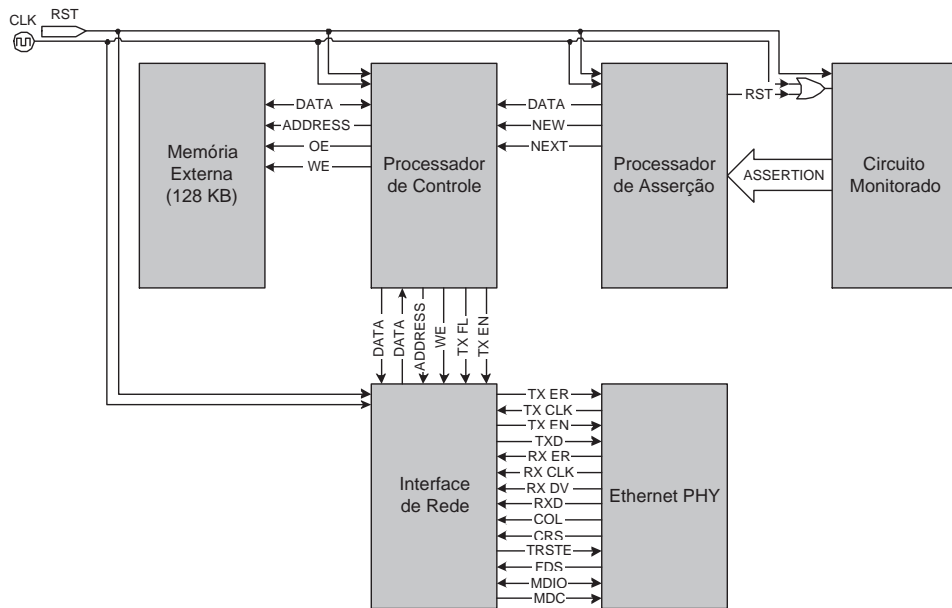 CLK
RST
DATA
ADDRESS
OE
WE
Memória
Externa
(128 KB)
Processador
de Controle
DATA
NEW
NEXT
Processador
de Asserção
RST
ASSERTION
Circuito
Monitorado
DATA
DATA
ADDRESS
WE
TX FL
TX EN
Interface
de Rede
TX ER
TX CLK
TX EN
TXD
RX ER
RX CLK
RX DV
RXD
COL
CRS
TRSTE
FDS
MDIO
MDC
Ethernet PHY